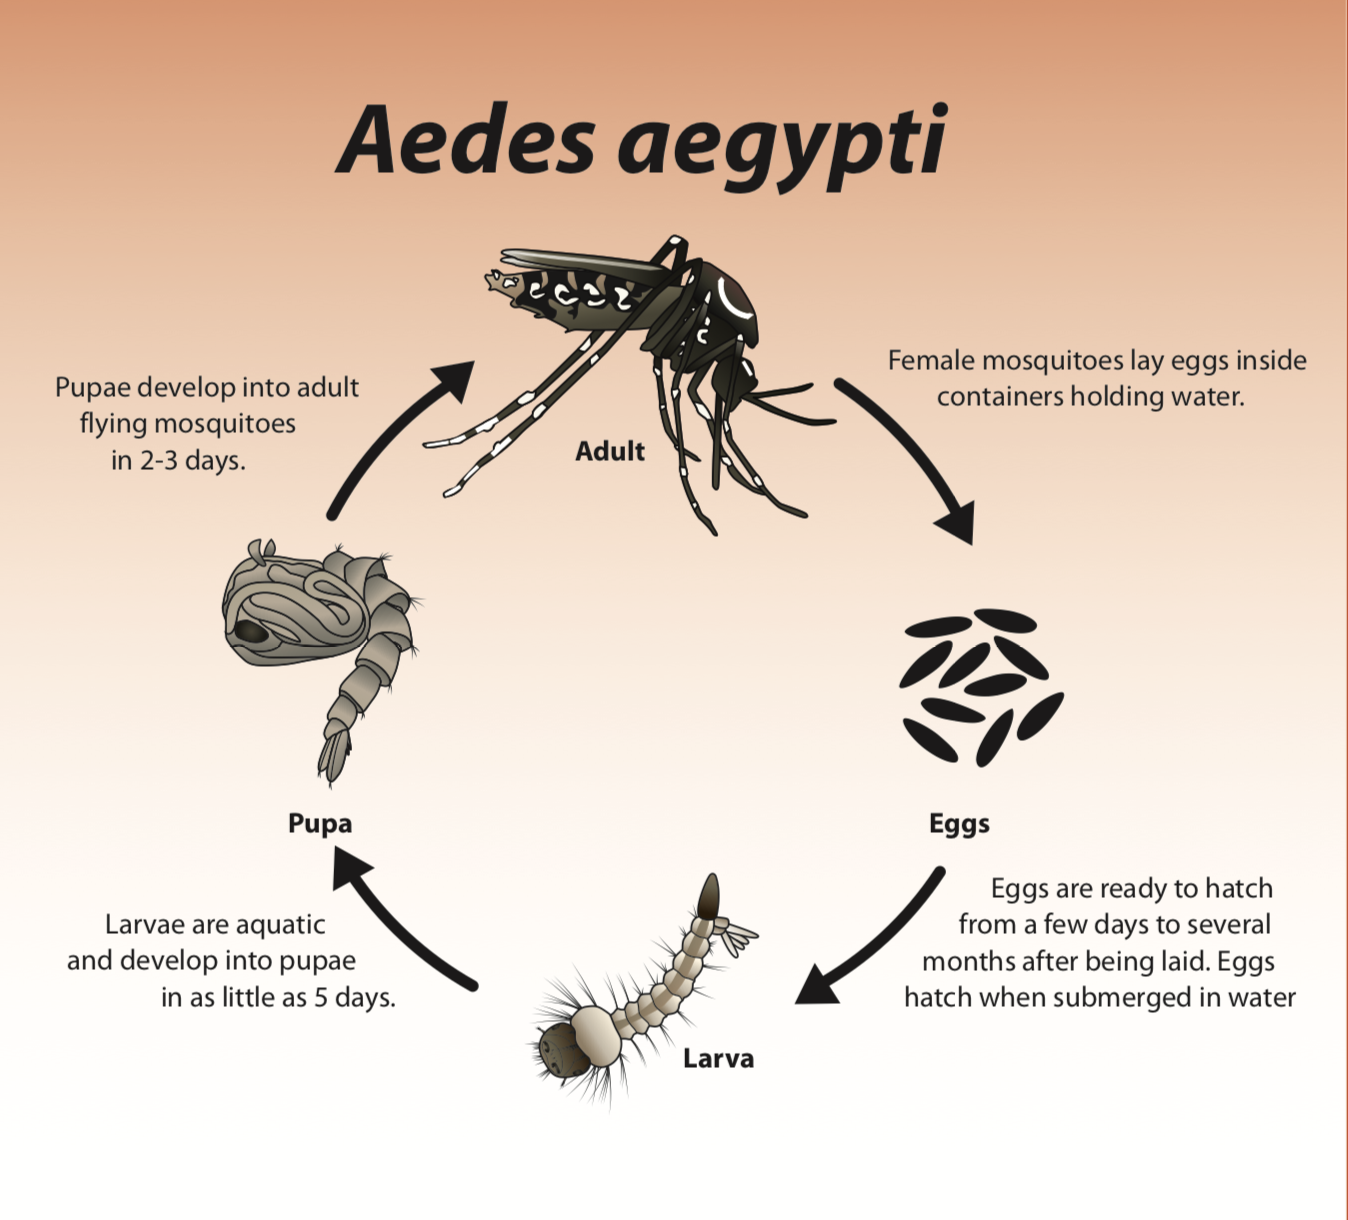 Aedes aegypti
Adult
Female mosquitoes lay eggs inside
containers holding water.
Eggs
Eggs are ready to hatch
from a few days to several
months after being laid. Eggs
hatch when submerged in water
Larva
Larvae are aquatic
and develop into pupae
in as little as 5 days.
Pupa
Pupae develop into adult
flying mosquitoes
in 2-3 days.